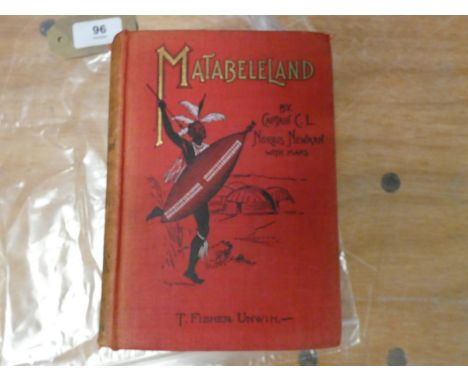 96
MATABELELAND
BY
CAPTAIN C. L.
NORRIS NEWMAN
WITH MAPS
T. FISHER UNWIN.—